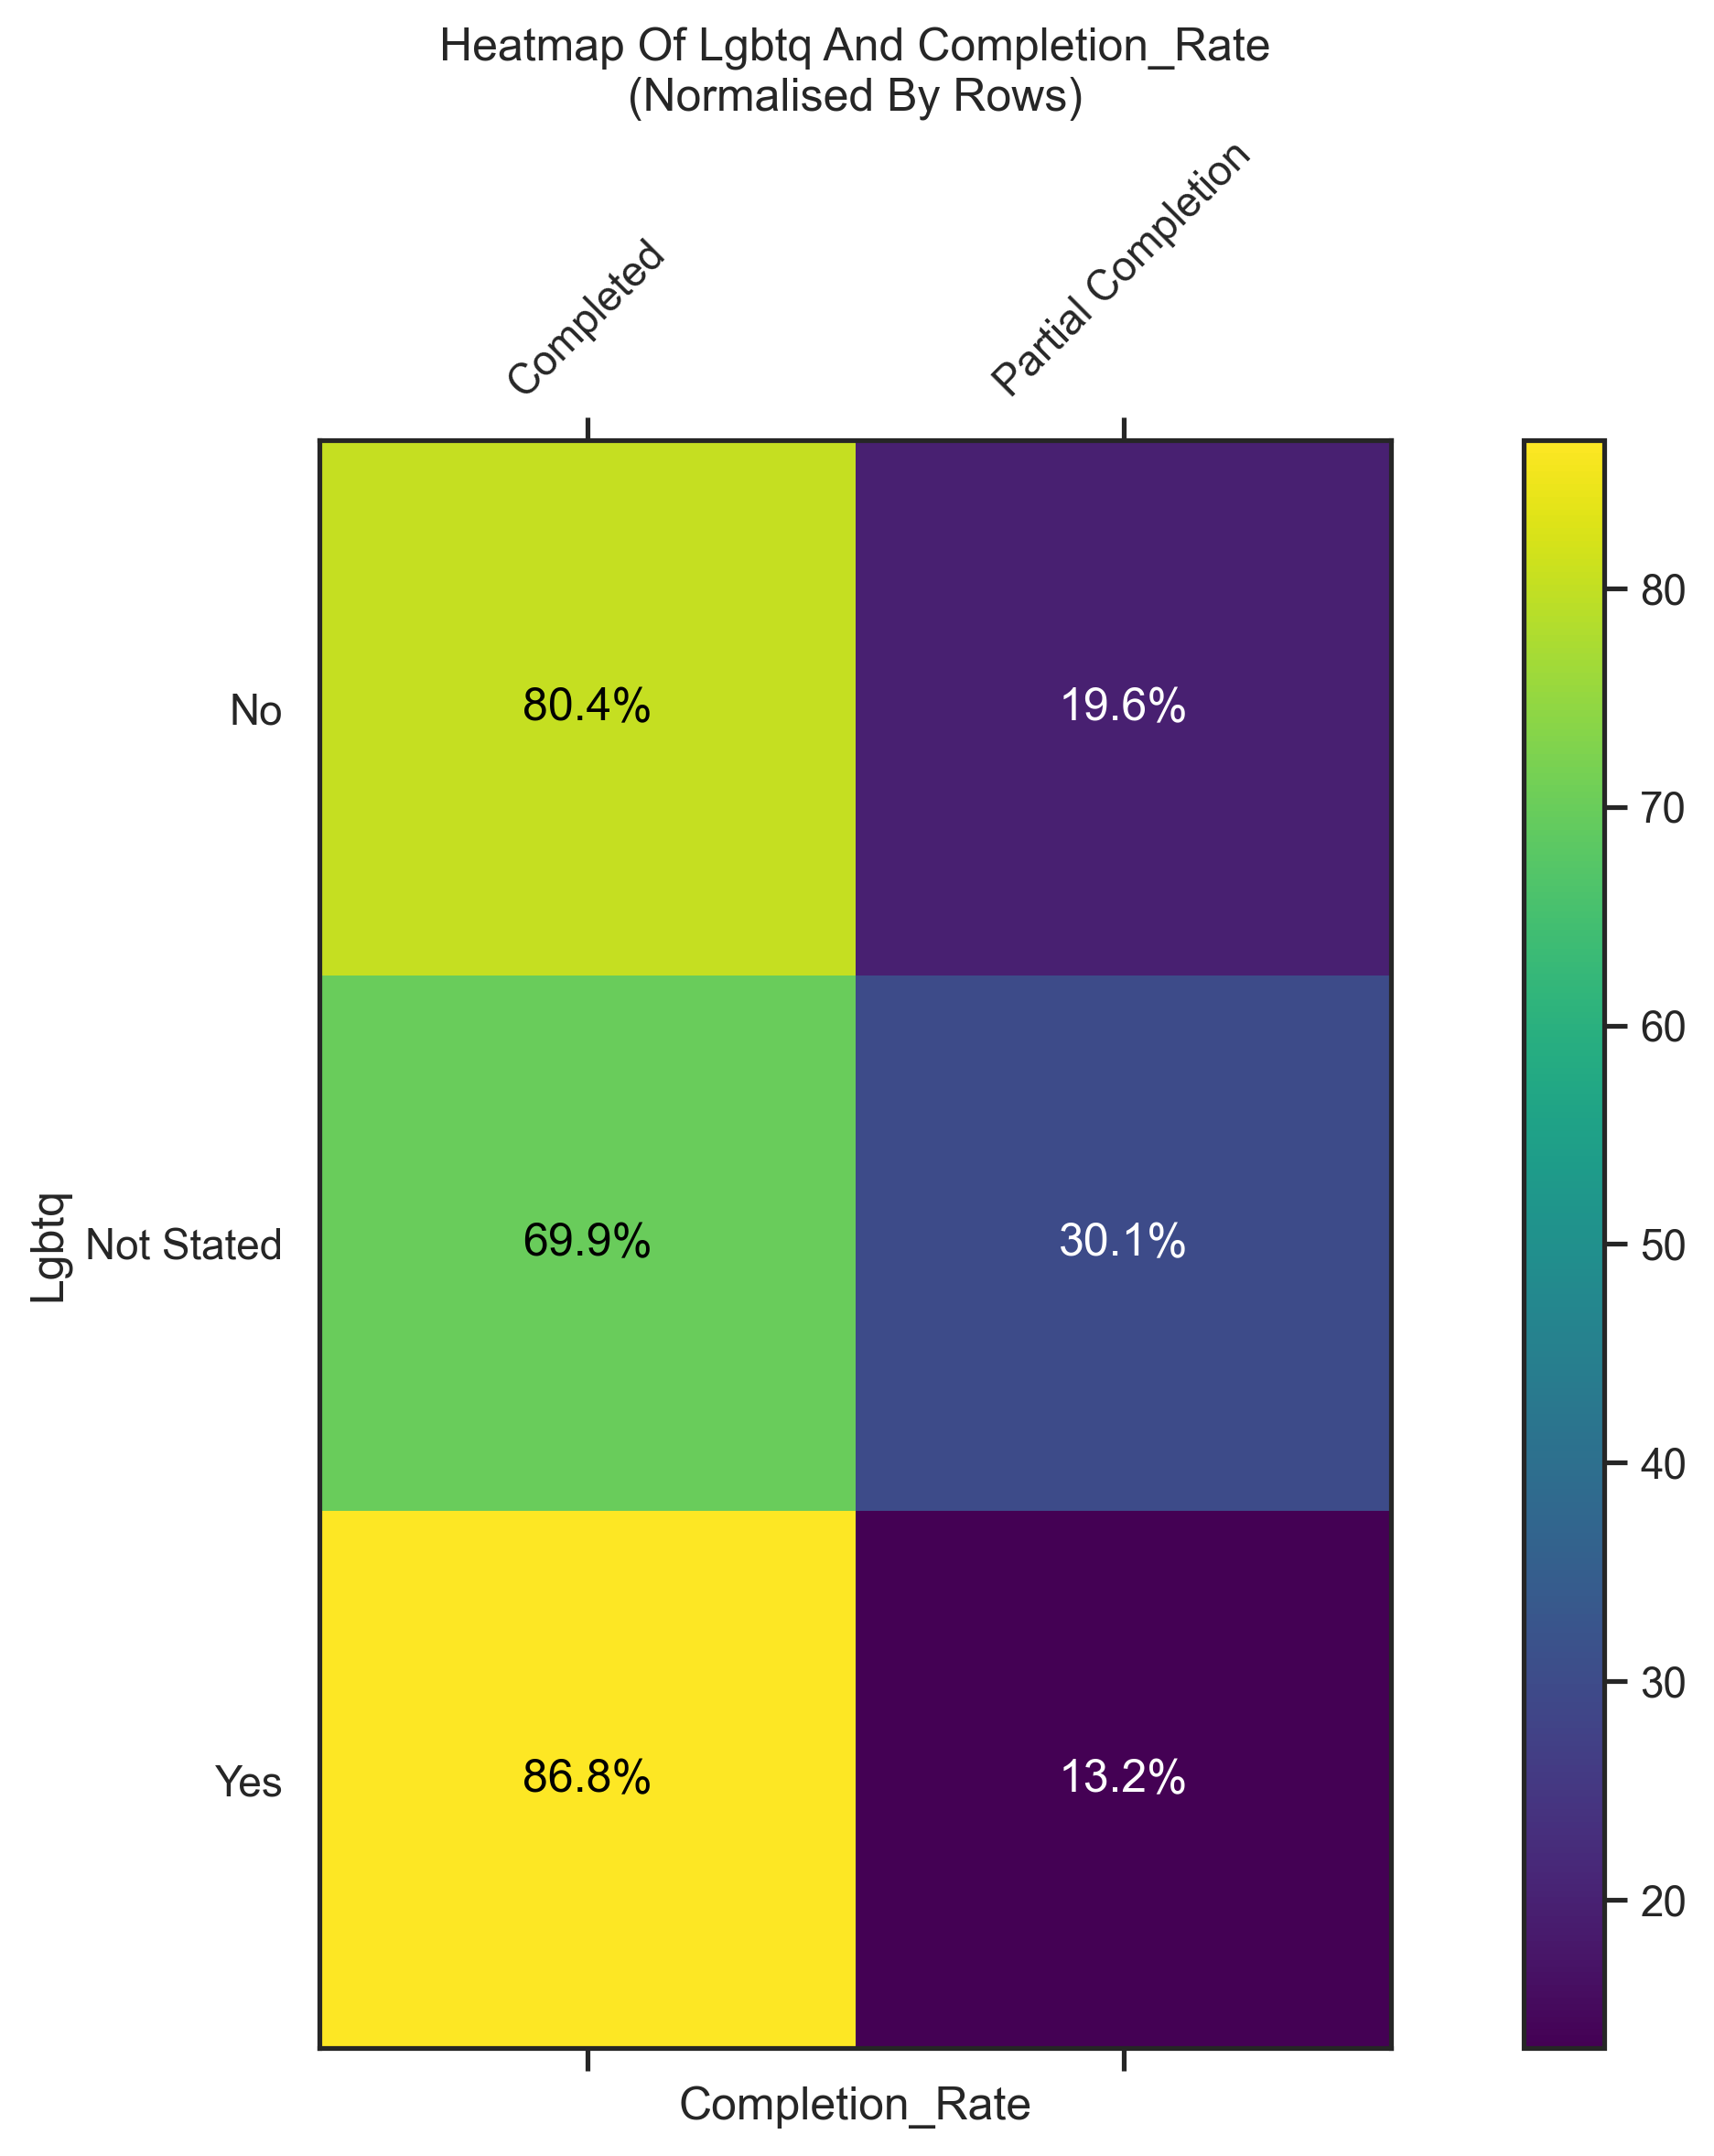 Heatmap Of Lgbtq And Completion_Rate
(Normalised By Rows)
Completed
Partial Completion
No
80.4%
19.6%
Not Stated
69.9%
30.1%
Yes
86.8%
13.2%
Lgbtq
Completion_Rate
80
70
60
50
40
30
20